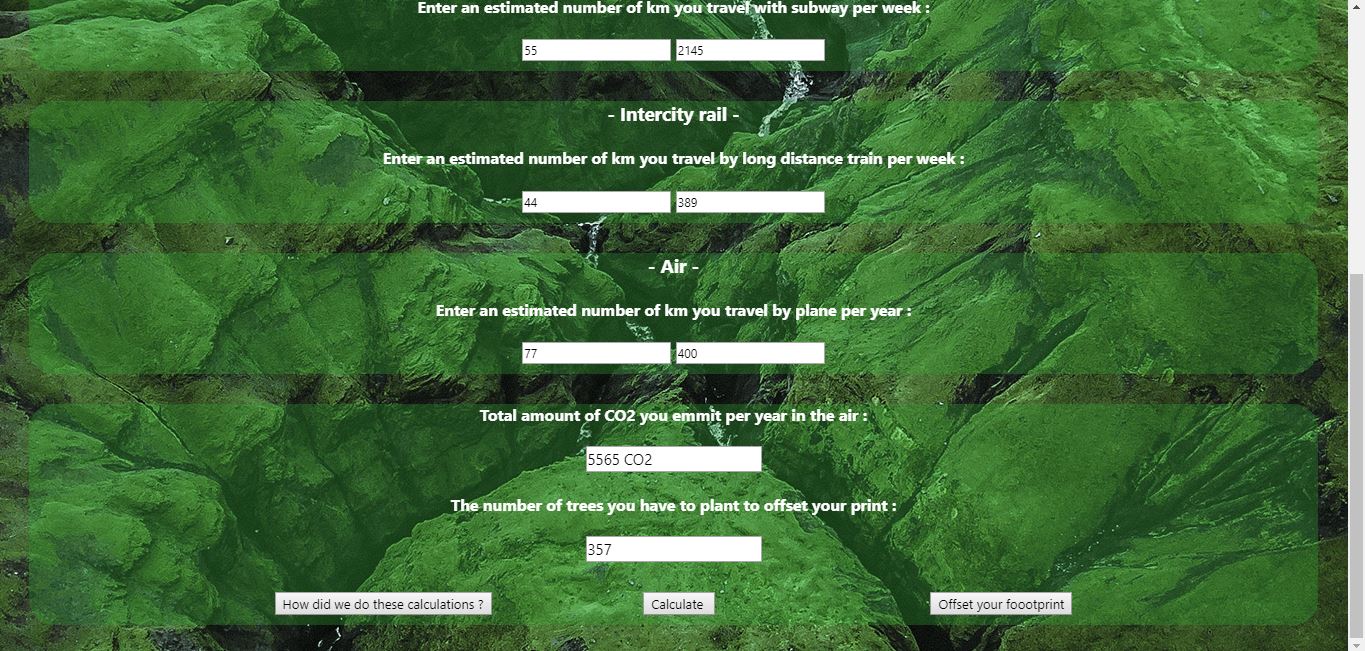 Enter an estimated number of km you travel with subway per week :
55 2145
- Intercity rail -
Enter an estimated number of km you travel by long distance train per week :
44 389
- Air -
Enter an estimated number of km you travel by plane per year :
77 400
Total amount of CO2 you emmit per year in the air :
5565 CO2
The number of trees you have to plant to offset your print :
357
How did we do these calculations ? Calculate Offset your foootprint